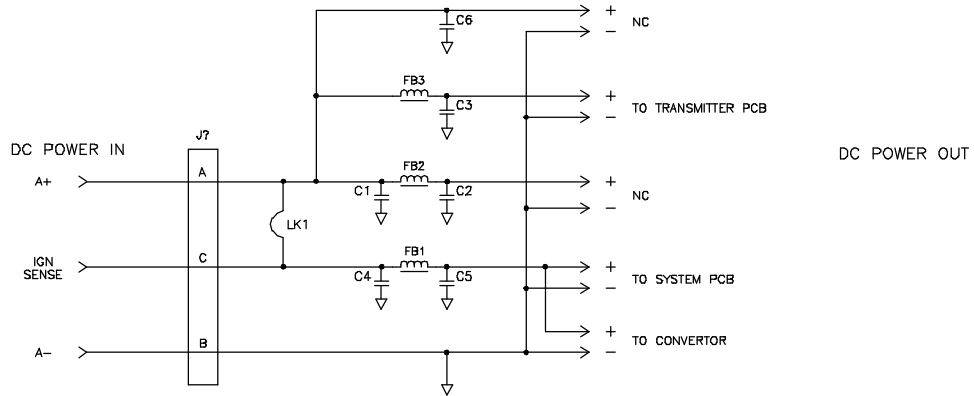 C6
+
−
NC
FB3
C3
+
−
TO TRANSMITTER PCB
J?
DC POWER IN
DC POWER OUT
A+
A
FB2
C1
C2
+
−
NC
LK1
IGN
SENSE
C
FB1
C4
C5
+
−
TO SYSTEM PCB
+
−
TO CONVERTOR
A−
B